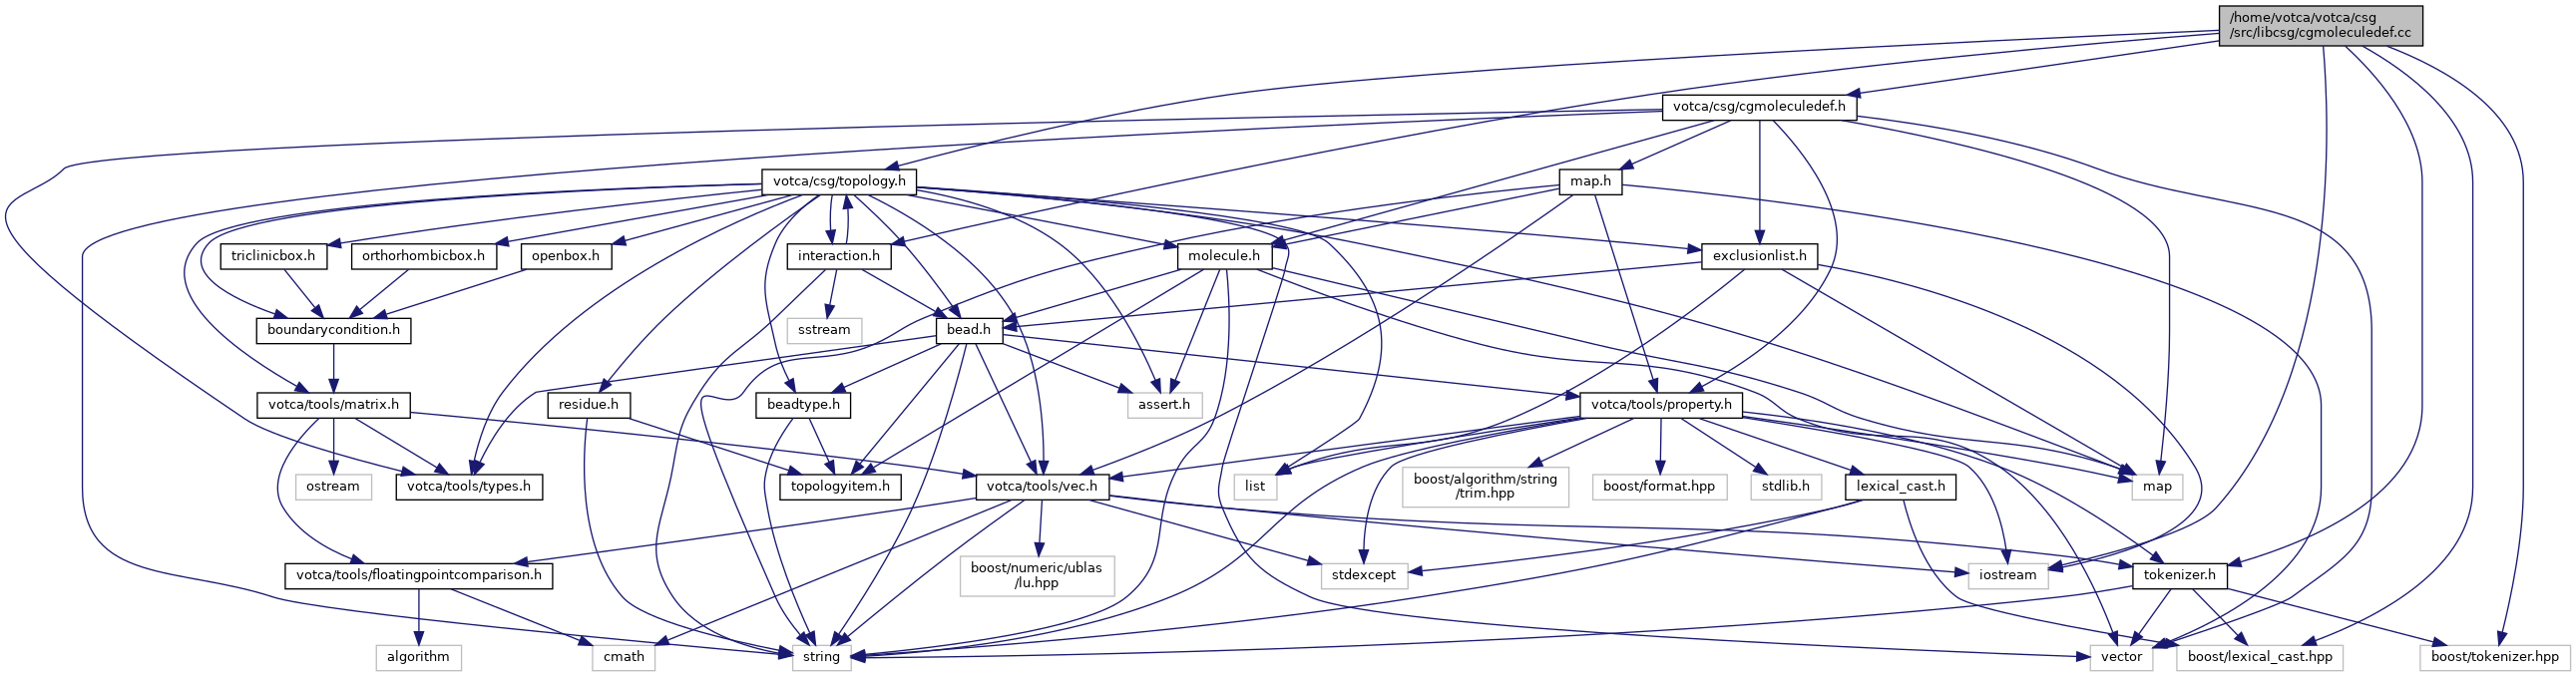 /home/votca/votca/csg
/src/libcsg/cgmoleculedef.cc
votca/csg/cgmoleculedef.h
votca/csg/topology.h
map.h
triclinicbox.h
orthorhombicbox.h
openbox.h
interaction.h
molecule.h
exclusionlist.h
boundarycondition.h
sstream
bead.h
votca/tools/matrix.h
residue.h
beadtype.h
assert.h
votca/tools/property.h
ostream
votca/tools/types.h
topologyitem.h
votca/tools/vec.h
list
boost/algorithm/string
/trim.hpp
boost/format.hpp
stdlib.h
lexical_cast.h
map
votca/tools/floatingpointcomparison.h
boost/numeric/ublas
/lu.hpp
stdexcept
iostream
tokenizer.h
algorithm
cmath
string
vector
boost/lexical_cast.hpp
boost/tokenizer.hpp